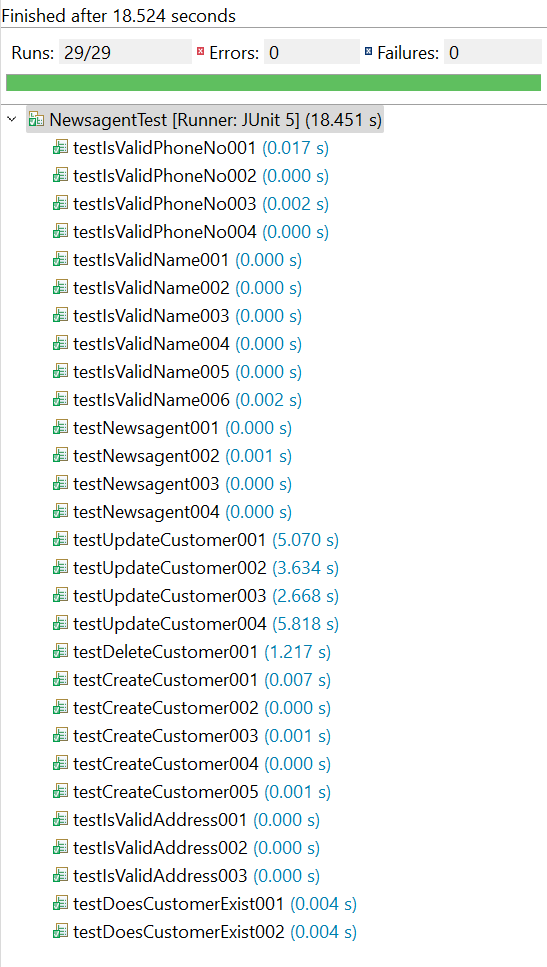 Finished after 18.524 seconds
Runs: 29/29 Errors: 0 Failures: 0
NewsagentTest [Runner: JUnit 5] (18.451 s)
testIsValidPhoneNo001 (0.017 s)
testIsValidPhoneNo002 (0.000 s)
testIsValidPhoneNo003 (0.002 s)
testIsValidPhoneNo004 (0.000 s)
testIsValidName001 (0.000 s)
testIsValidName002 (0.000 s)
testIsValidName003 (0.000 s)
testIsValidName004 (0.000 s)
testIsValidName005 (0.000 s)
testIsValidName006 (0.002 s)
testNewsagent001 (0.000 s)
testNewsagent002 (0.001 s)
testNewsagent003 (0.000 s)
testNewsagent004 (0.000 s)
testUpdateCustomer001 (5.070 s)
testUpdateCustomer002 (3.634 s)
testUpdateCustomer003 (2.668 s)
testUpdateCustomer004 (5.818 s)
testDeleteCustomer001 (1.217 s)
testCreateCustomer001 (0.007 s)
testCreateCustomer002 (0.000 s)
testCreateCustomer003 (0.001 s)
testCreateCustomer004 (0.000 s)
testCreateCustomer005 (0.001 s)
testIsValidAddress001 (0.000 s)
testIsValidAddress002 (0.000 s)
testIsValidAddress003 (0.000 s)
testDoesCustomerExist001 (0.004 s)
testDoesCustomerExist002 (0.004 s)